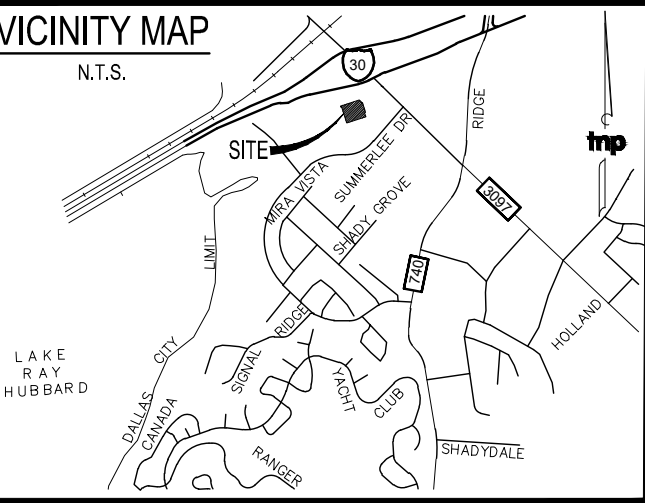 VICINITY MAP
N.T.S.
30
SITE
RIDGE
tnp
MIRA VISTA
SUMMERLEE DR
SHADY GROVE
3097
740
HOLLAND
LAKE
RAY
HUBBARD
DALLAS CITY LIMIT
SIGNAL RIDGE
CANADA
YACHT CLUB
RANGER
SHADYDALE